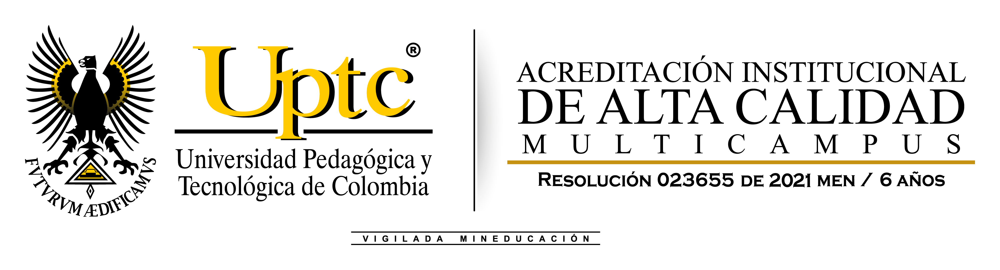 FVTVRVM ÆDIFICAMVS
Uptc®
Universidad Pedagógica y
Tecnológica de Colombia
ACREDITACIÓN INSTITUCIONAL
DE ALTA CALIDAD
MULTICAMPUS
RESOLUCIÓN 023655 DE 2021 MEN / 6 AÑOS
VIGILADA MINEDUCACIÓN